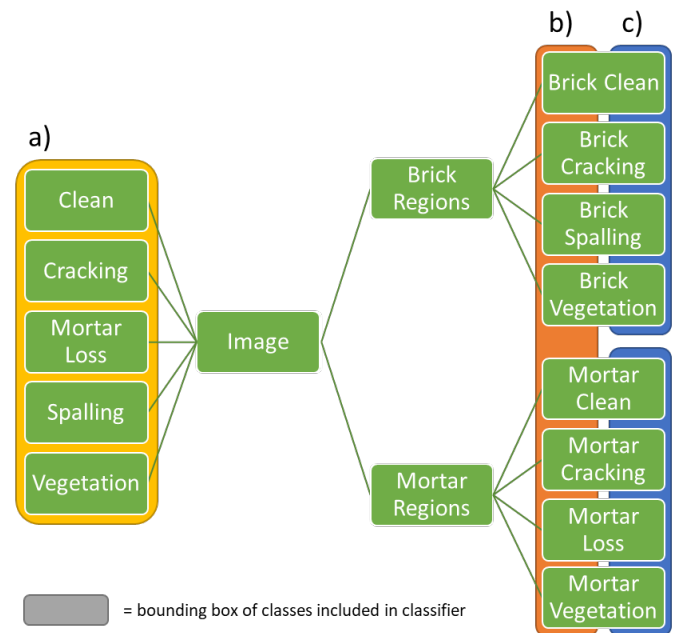 b)
c)
a)
Brick Clean
Brick
Cracking
Brick
Spalling
Brick
Vegetation
Brick
Regions
Clean
Cracking
Mortar
Loss
Spalling
Vegetation
Image
Mortar
Regions
Mortar
Clean
Mortar
Cracking
Mortar
Loss
Mortar
Vegetation
= bounding box of classes included in classifier